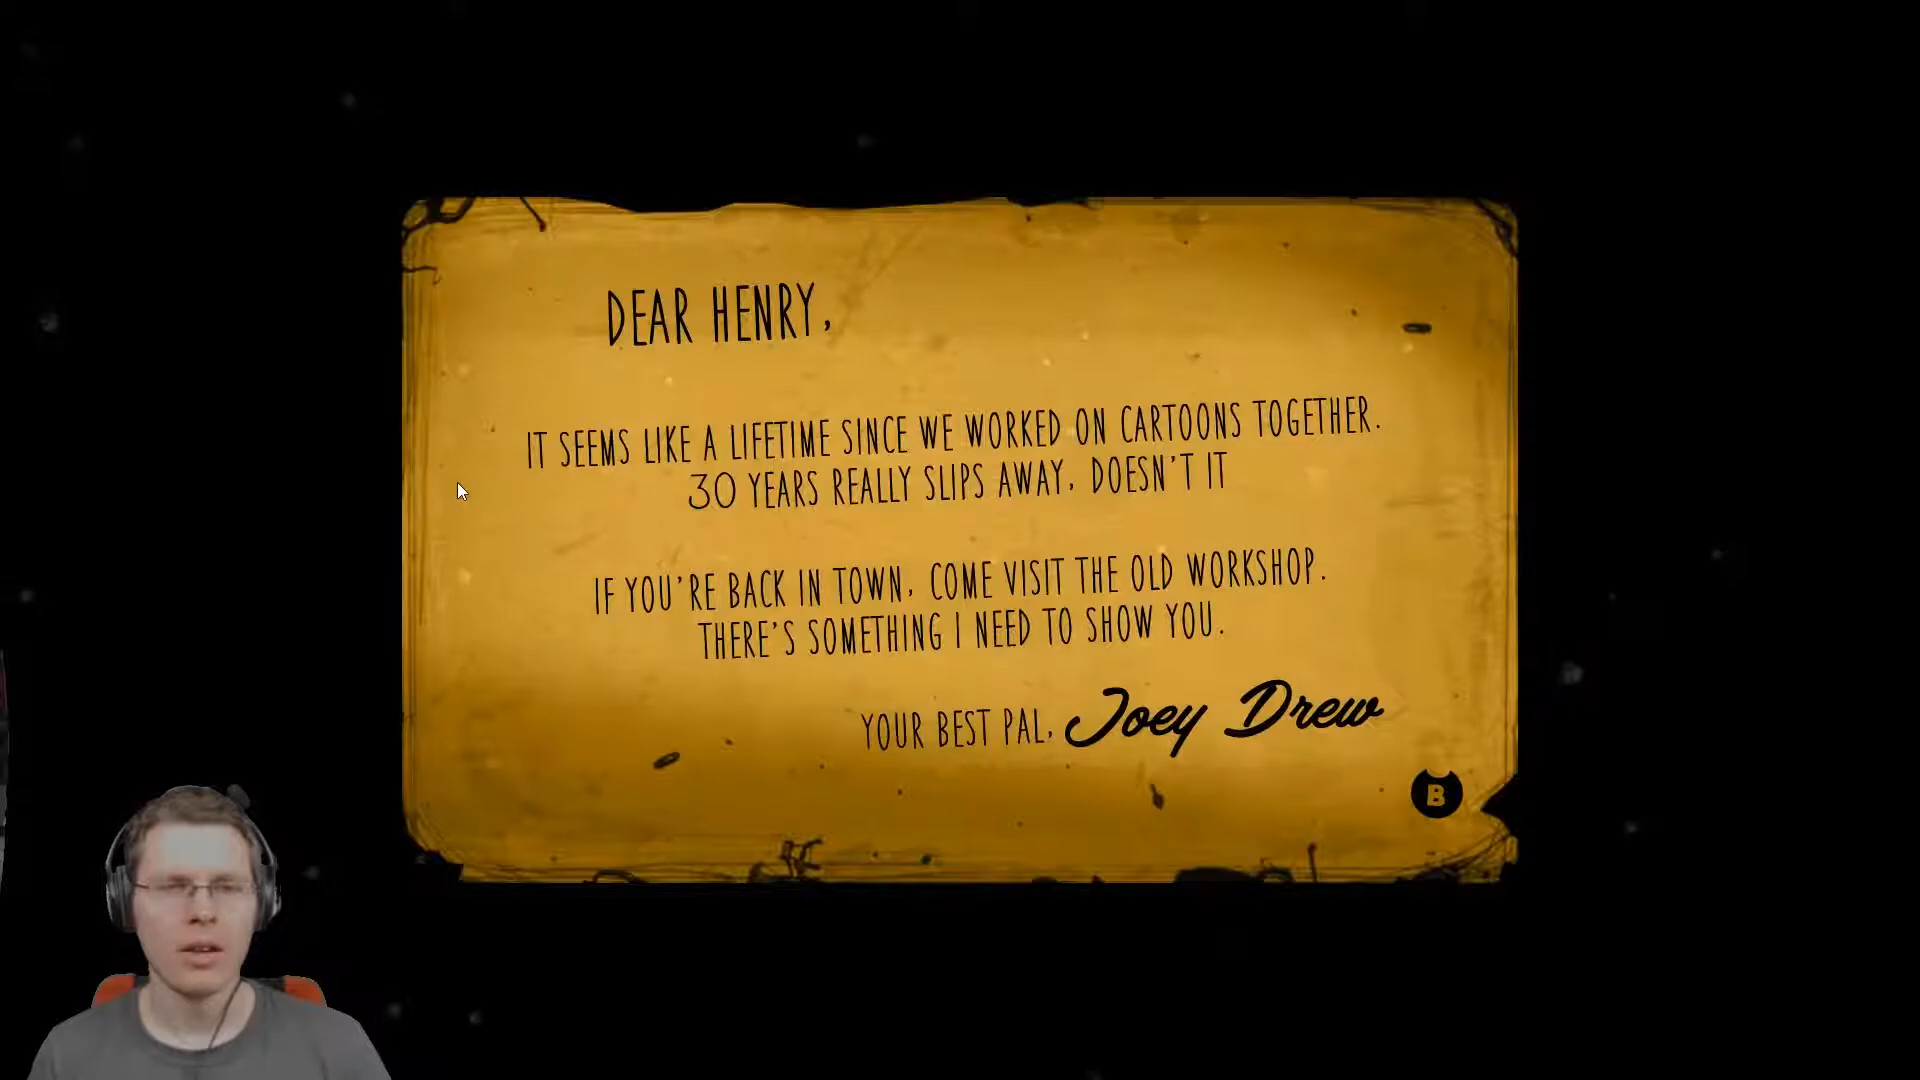 DEAR HENRY,
IT SEEMS LIKE A LIFETIME SINCE WE WORKED ON CARTOONS TOGETHER.
30 YEARS REALLY SLIPS AWAY, DOESN'T IT
IF YOU'RE BACK IN TOWN, COME VISIT THE OLD WORKSHOP.
THERE'S SOMETHING I NEED TO SHOW YOU.
YOUR BEST PAL, Joey Drew
B